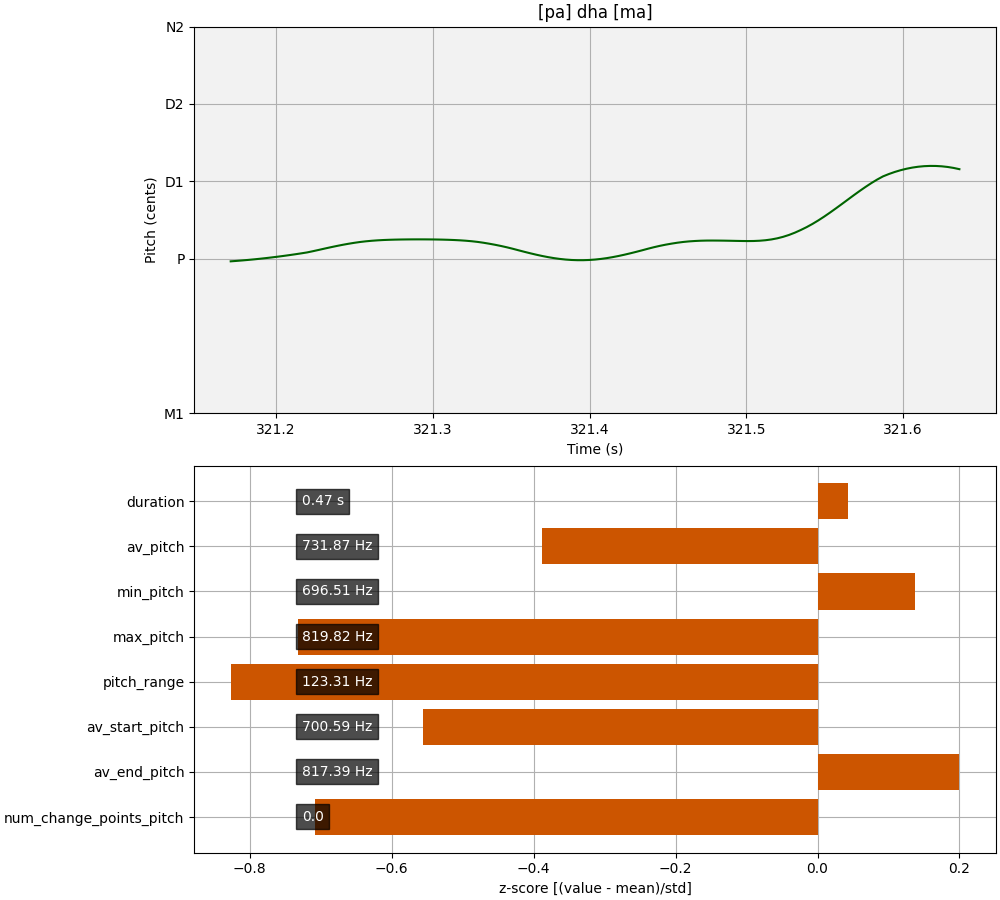 [pa] dha [ma]
N2
D2
D1
P
M1
Pitch (cents)
321.2 321.3 321.4 321.5 321.6
Time (s)
duration 0.47 s
av_pitch 731.87 Hz
min_pitch 696.51 Hz
max_pitch 819.82 Hz
pitch_range 123.31 Hz
av_start_pitch 700.59 Hz
av_end_pitch 817.39 Hz
num_change_points_pitch 0.0
−0.8 −0.6 −0.4 −0.2 0.0 0.2
z-score [(value - mean)/std]